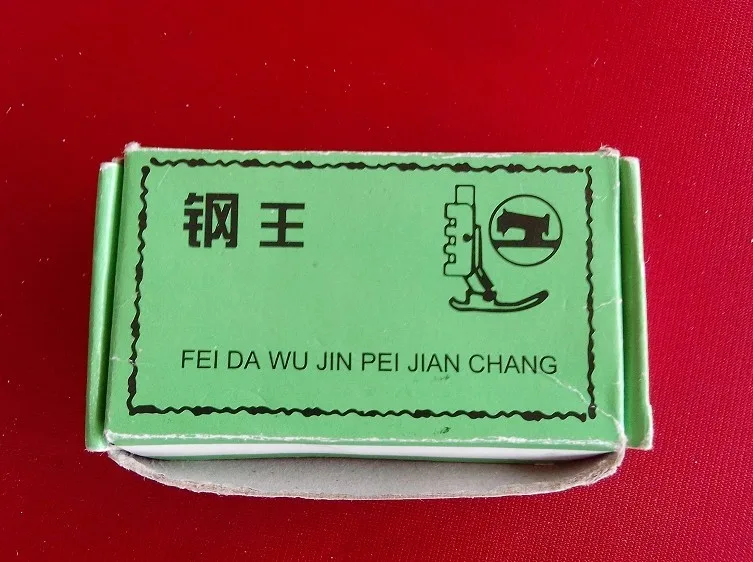 钢王
FEI DA WU JIN PEI JIAN CHANG